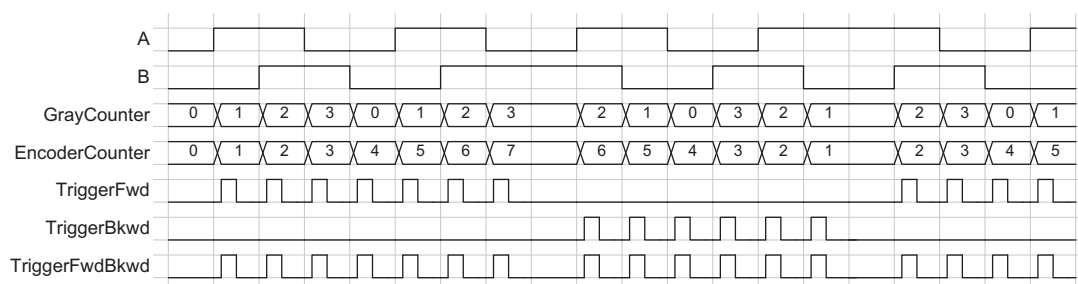 A
B
GrayCounter 0 1 2 3 0 1 2 3 2 1 0 3 2 1 2 3 0 1
EncoderCounter 0 1 2 3 4 5 6 7 6 5 4 3 2 1 2 3 4 5
TriggerFwd
TriggerBkwd
TriggerFwdBkwd